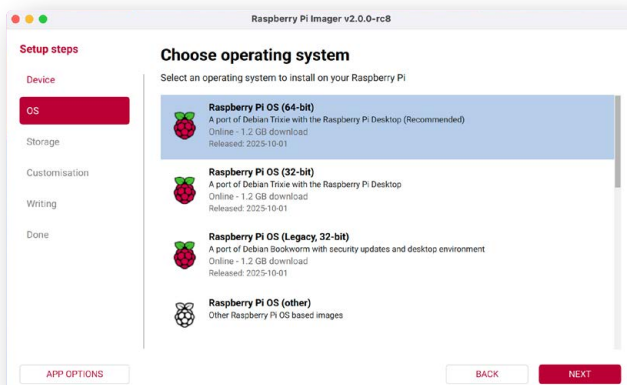 Raspberry Pi Imager v2.0.0-rc8
Setup steps
Device
OS
Storage
Customisation
Writing
Done
Choose operating system
Select an operating system to install on your Raspberry Pi
Raspberry Pi OS (64-bit)
A port of Debian Trixie with the Raspberry Pi Desktop (Recommended)
Online - 1.2 GB download
Released: 2025-10-01
Raspberry Pi OS (32-bit)
A port of Debian Trixie with the Raspberry Pi Desktop
Online - 1.2 GB download
Released: 2025-10-01
Raspberry Pi OS (Legacy, 32-bit)
A port of Debian Bookworm with security updates and desktop environment
Online - 1.2 GB download
Released: 2025-10-01
Raspberry Pi OS (other)
Other Raspberry Pi OS based images
APP OPTIONS
BACK
NEXT